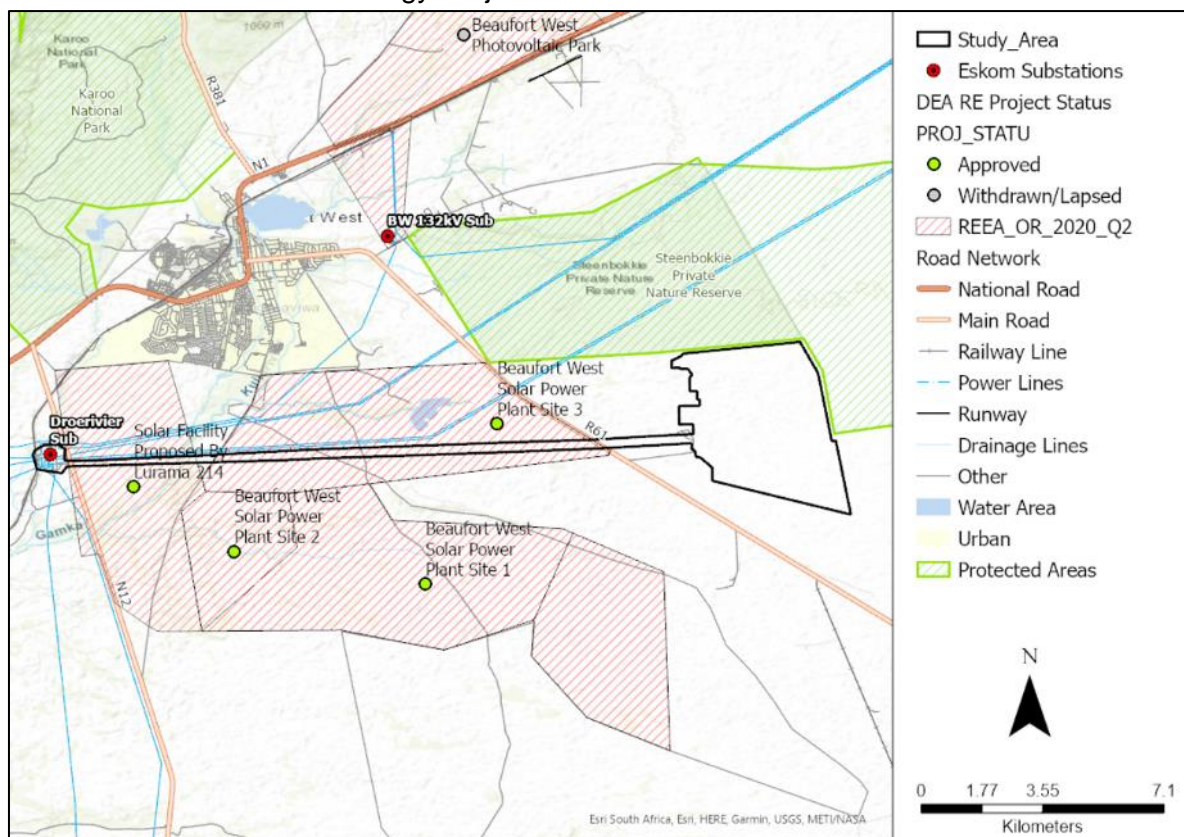 Karoo
National
Park
1000 m
Karoo
National
Park
R381
N1
Beaufort West
Photovoltaic Park
t West
BW 132kV Sub
Steenbokkie
Private Nature
Reserve
Steenbokkie
Private
Nature Reserve
Beaufort West
Solar Power
Plant Site 3
R61
Droerivier
Sub
Solar Facility
Proposed By
Lurama 214
Beaufort West
Solar Power
Plant Site 2
Beaufort West
Solar Power
Plant Site 1
Gamka
N12
Esri South Africa, Esri, HERE, Garmin, USGS, METI/NASA
Study_Area
Eskom Substations
DEA RE Project Status
PROJ_STATU
Approved
Withdrawn/Lapsed
REEA_OR_2020_Q2
Road Network
National Road
Main Road
Railway Line
Power Lines
Runway
Drainage Lines
Other
Water Area
Urban
Protected Areas
N
0 1.77 3.55 7.1
Kilometers